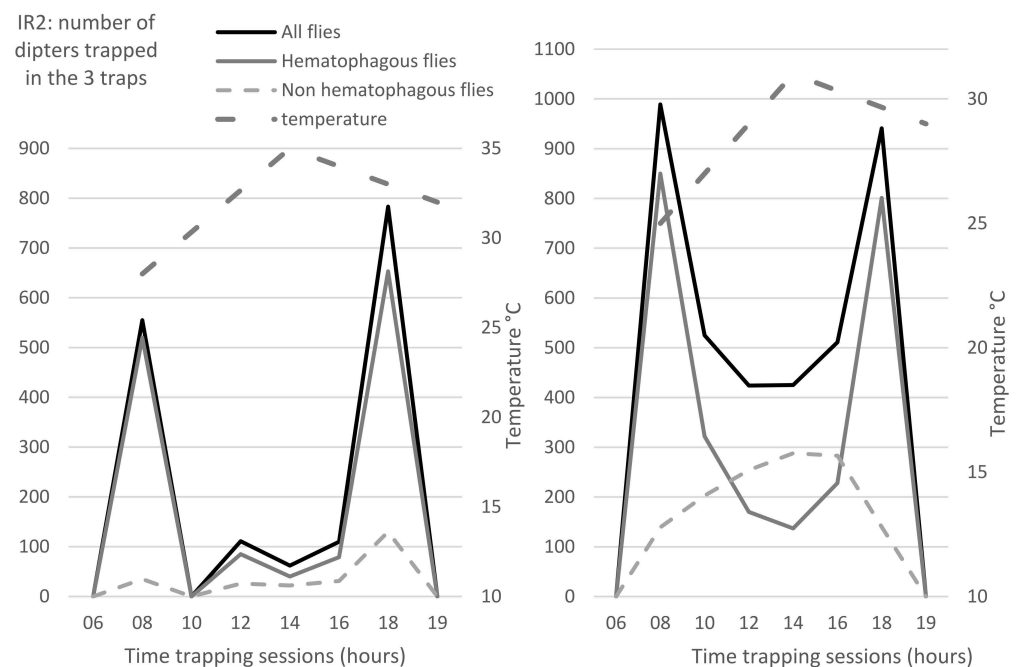 IR2: number of
dipters trapped
in the 3 traps
All flies
Hematophagous flies
Non hematophagous flies
temperature
900
800
700
600
500
400
300
200
100
0
35
30
25
20
15
10
Temperature °C
06 08 10 12 14 16 18 19
Time trapping sessions (hours)
1100
1000
900
800
700
600
500
400
300
200
100
0
30
25
20
15
10
Temperature °C
06 08 10 12 14 16 18 19
Time trapping sessions (hours)